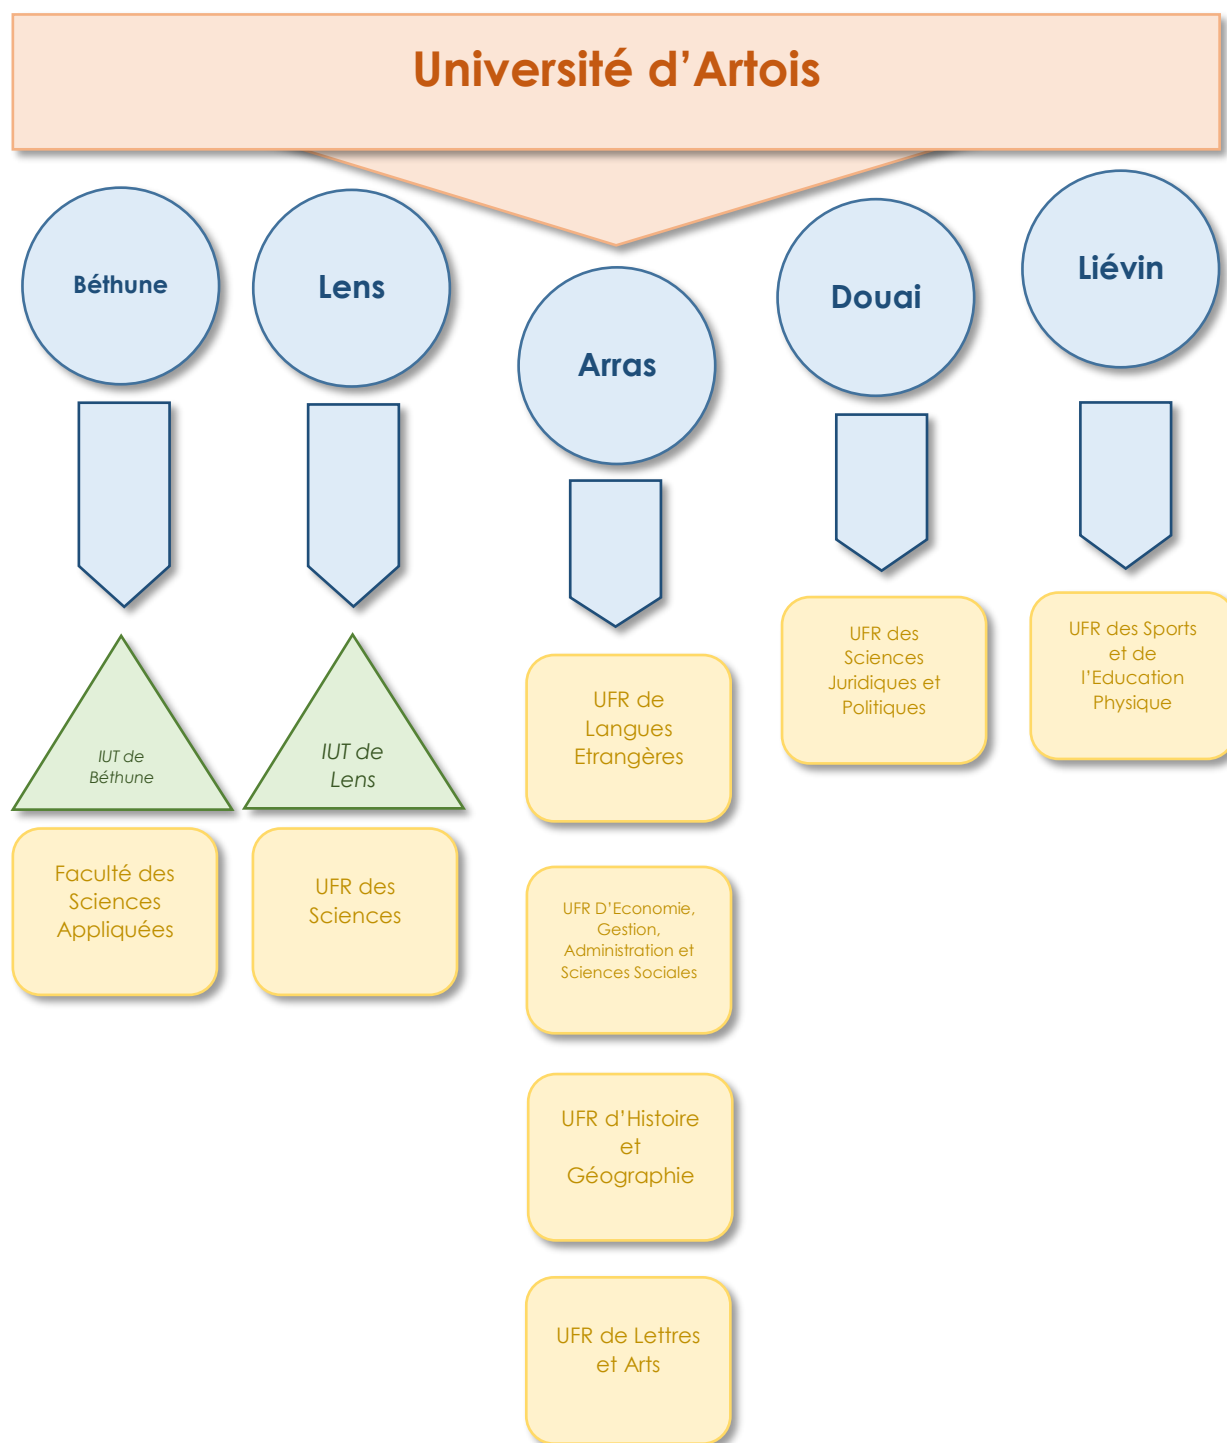 Université d'Artois
Béthune
Lens
Arras
Douai
Liévin
IUT de
Béthune
Faculté des
Sciences
Appliquées
IUT de
Lens
UFR des
Sciences
UFR de
Langues
Etrangères
UFR D'Economie,
Gestion,
Administration et
Sciences Sociales
UFR d'Histoire
et
Géographie
UFR de Lettres
et Arts
UFR des
Sciences
Juridiques et
Politiques
UFR des Sports
et de
l'Education
Physique